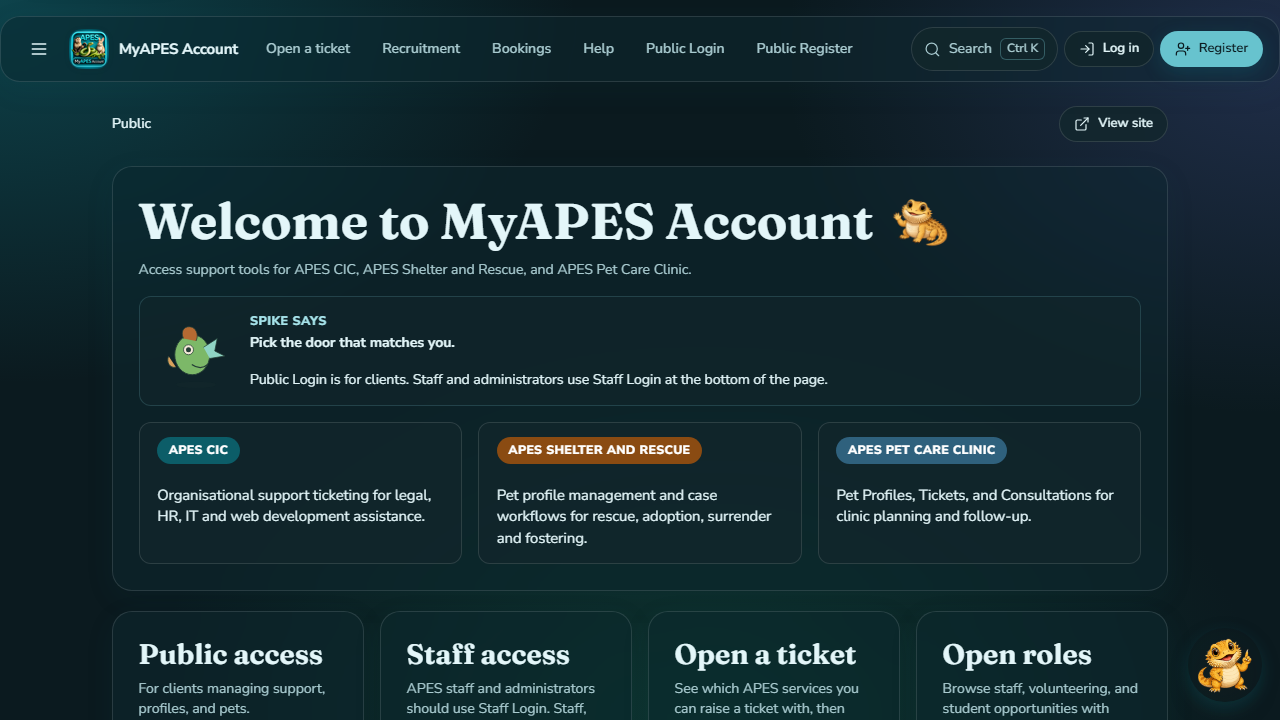 APES
MyAPES Account
MyAPES Account
Open a ticket
Recruitment
Bookings
Help
Public Login
Public Register
Search
Ctrl K
Log in
Register
Public
View site
Welcome to MyAPES Account
Access support tools for APES CIC, APES Shelter and Rescue, and APES Pet Care Clinic.
SPIKE SAYS
Pick the door that matches you.
Public Login is for clients. Staff and administrators use Staff Login at the bottom of the page.
APES CIC
Organisational support ticketing for legal,
HR, IT and web development assistance.
APES SHELTER AND RESCUE
Pet profile management and case
workflows for rescue, adoption, surrender
and fostering.
APES PET CARE CLINIC
Pet Profiles, Tickets, and Consultations for
clinic planning and follow-up.
Public access
For clients managing support,
profiles, and pets.
Staff access
APES staff and administrators
should use Staff Login. Staff,
Open a ticket
See which APES services you
can raise a ticket with, then
Open roles
Browse staff, volunteering, and
student opportunities with